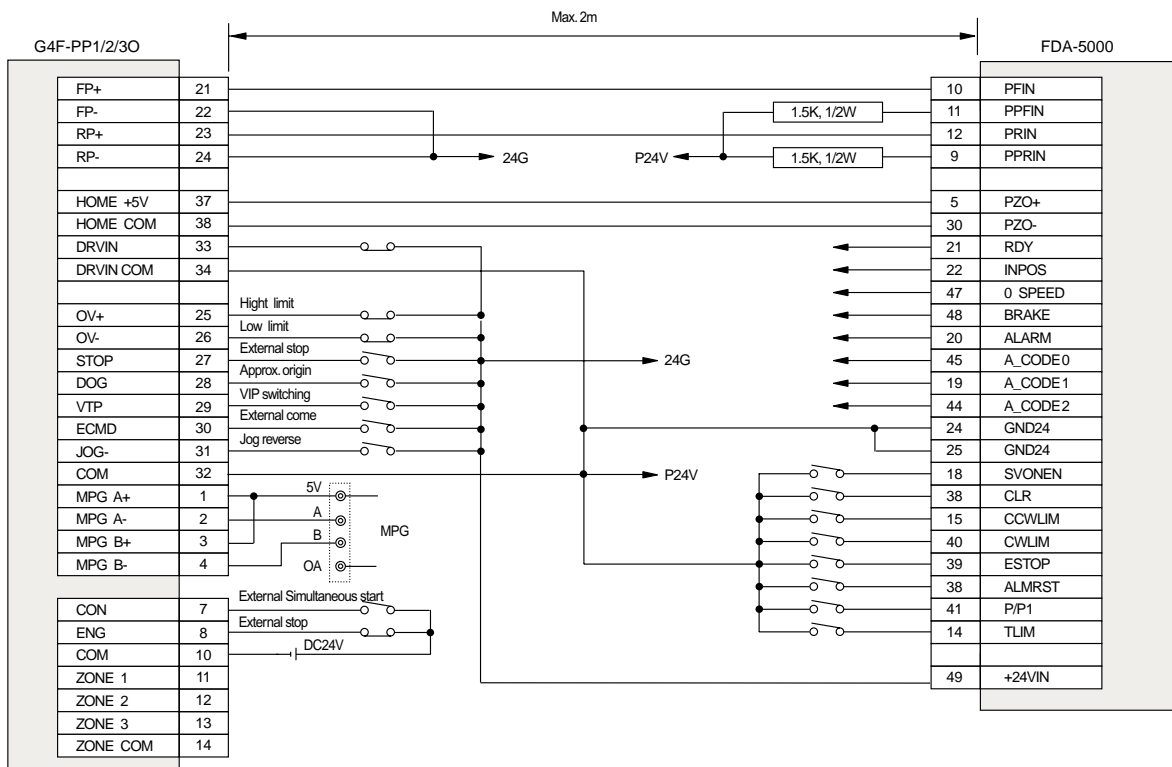 Max. 2m
G4F-PP1/2/3O
FDA-5000
FP+ 21
10 PFIN
FP- 22
1.5K, 1/2W
11 PPFIN
RP+ 23
12 PRIN
RP- 24
24G
P24V
1.5K, 1/2W
9 PPRIN
HOME +5V 37
5 PZO+
HOME COM 38
30 PZO-
DRVIN 33
21 RDY
DRVIN COM 34
22 INPOS
47 0 SPEED
Hight limit
OV+ 25
48 BRAKE
Low limit
OV- 26
20 ALARM
External stop
STOP 27
24G
45 A_CODE0
Approx. origin
DOG 28
19 A_CODE1
VIP switching
VTP 29
44 A_CODE2
External come
ECMD 30
24 GND24
Jog reverse
JOG- 31
25 GND24
COM 32
P24V
18 SVONEN
MPG A+ 1
5V
38 CLR
MPG A- 2
A
MPG
15 CCWLIM
MPG B+ 3
B
40 CWLIM
MPG B- 4
OA
39 ESTOP
External Simultaneous start
38 ALMRST
CON 7
41 P/P1
External stop
ENG 8
14 TLIM
COM 10
DC24V
ZONE 1 11
49 +24VIN
ZONE 2 12
ZONE 3 13
ZONE COM 14